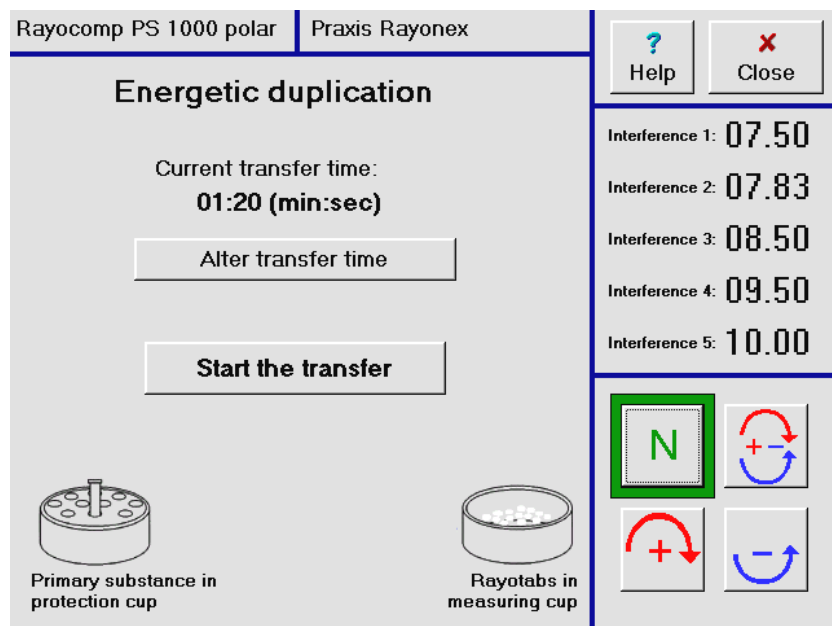 Rayocomp PS 1000 polar
Praxis Rayonex
? Help
X Close
Energetic duplication
Current transfer time:
01:20 (min:sec)
Alter transfer time
Start the transfer
Primary substance in
protection cup
Rayotabs in
measuring cup
Interference 1: 07.50
Interference 2: 07.83
Interference 3: 08.50
Interference 4: 09.50
Interference 5: 10.00
N
+ -
+
-